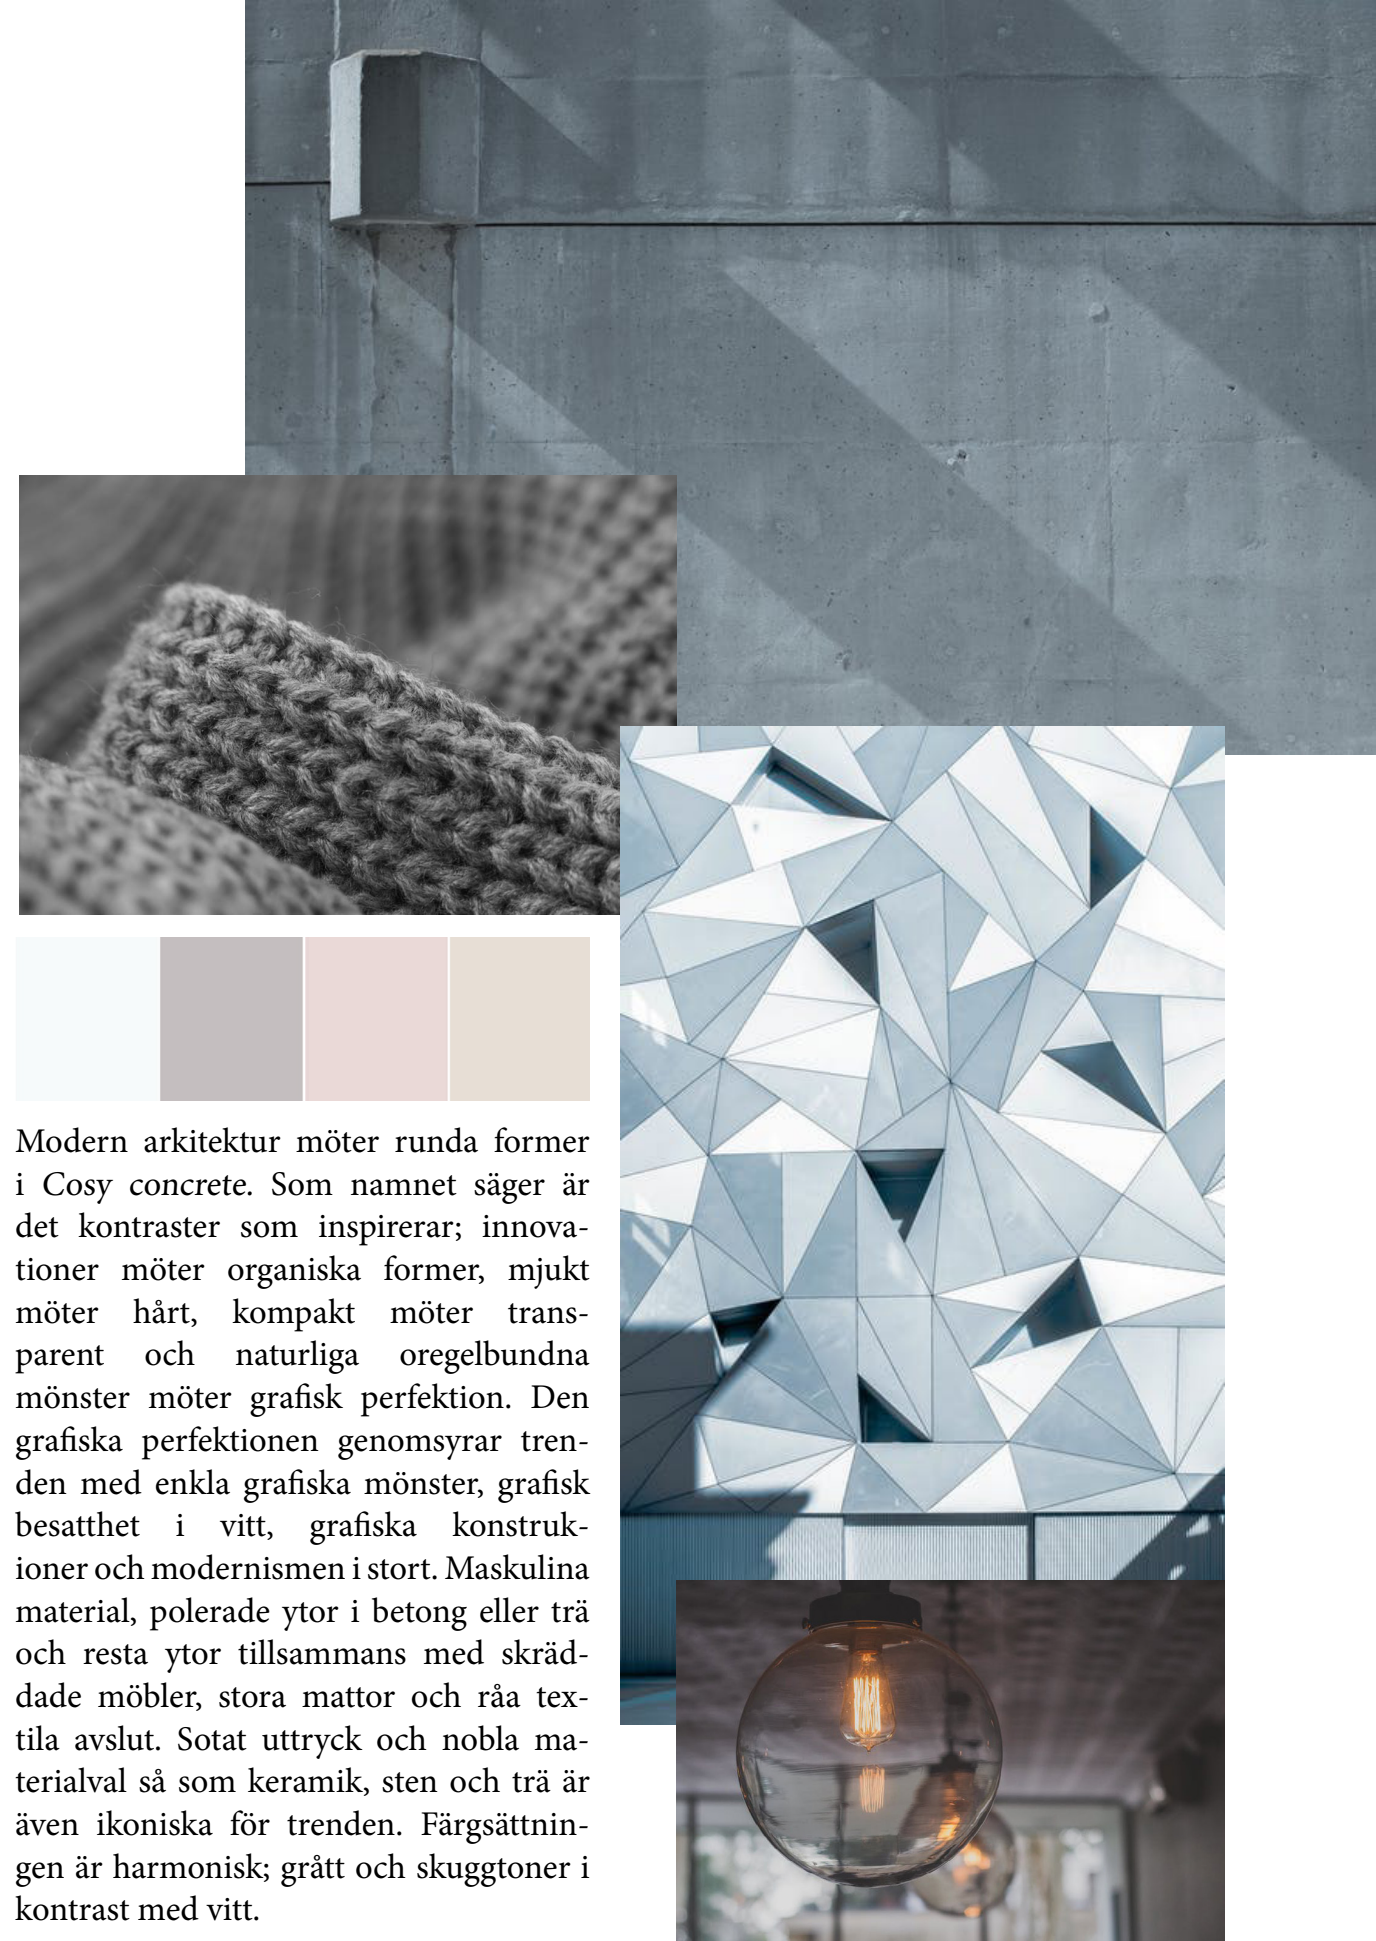 Modern arkitektur möter runda former
i Cosy concrete. Som namnet säger är
det kontraster som inspirerar; innova-
tioner möter organiska former, mjukt
möter hårt, kompakt möter trans-
parent och naturliga oregelbundna
mönster möter grafisk perfektion. Den
grafiska perfektionen genomsyrar tren-
den med enkla grafiska mönster, grafisk
besatthet i vitt, grafiska konstruk-
ioner och modernismen i stort. Maskulina
material, polerade ytor i betong eller trä
och resta ytor tillsammans med skräd-
dade möbler, stora mattor och råa tex-
tila avslut. Sotat uttryck och nobla ma-
terialval så som keramik, sten och trä är
även ikoniska för trenden. Färgsättnin-
gen är harmonisk; grått och skuggtoner i
kontrast med vitt.